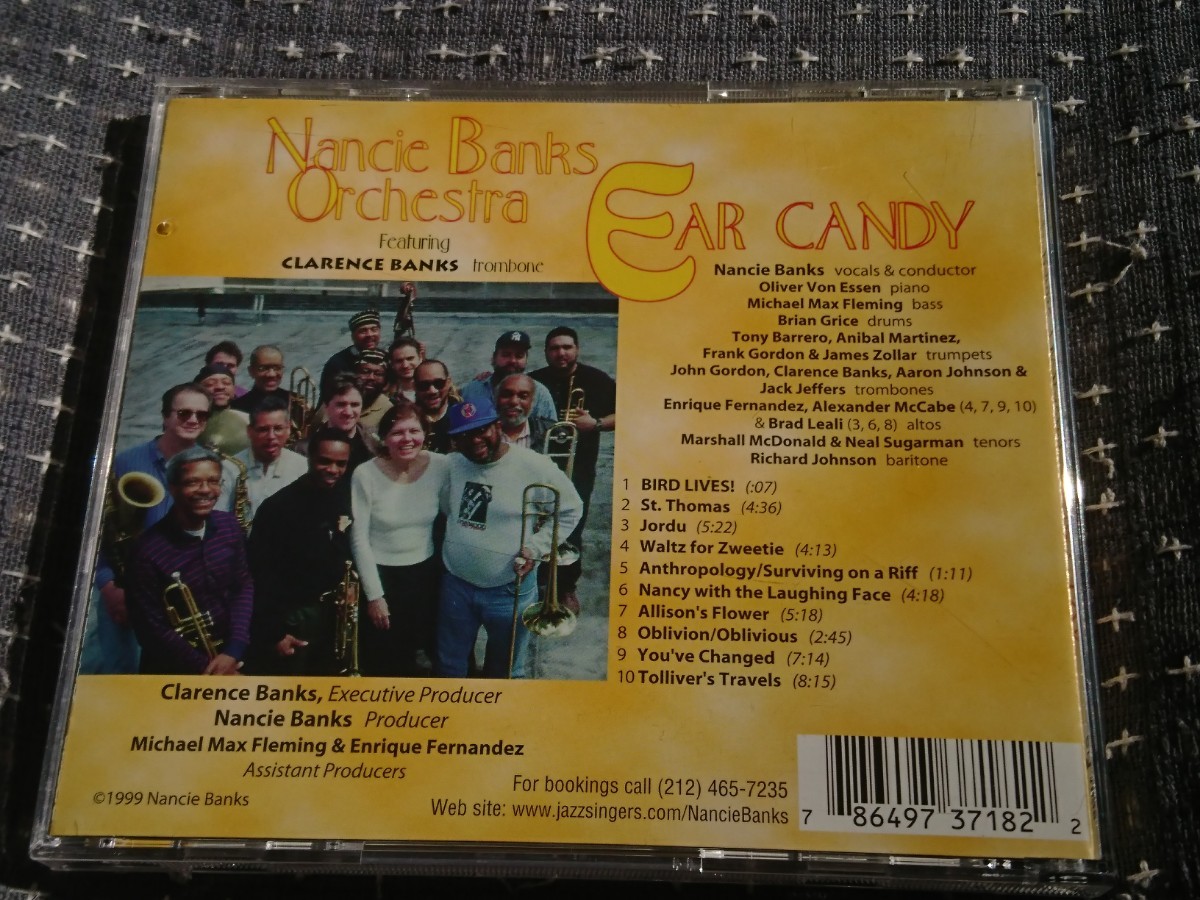 Nancie Banks
Orchestra
Featuring
CLARENCE BANKS trombone
EAR CANDY
Nancie Banks vocals & conductor
Oliver Von Essen piano
Michael Max Fleming bass
Brian Grice drums
Tony Barrero, Anibal Martinez,
Frank Gordon & James Zollar trumpets
John Gordon, Clarence Banks, Aaron Johnson &
Jack Jeffers trombones
Enrique Fernandez, Alexander McCabe (4, 7, 9, 10)
& Brad Leali (3, 6, 8) altos
Marshall McDonald & Neal Sugarman tenors
Richard Johnson baritone
1 BIRD LIVES! (:07)
2 St. Thomas (4:36)
3 Jordu (5:22)
4 Waltz for Zweetie (4:13)
5 Anthropology/Surviving on a Riff (1:11)
6 Nancy with the Laughing Face (4:18)
7 Allison's Flower (5:18)
8 Oblivion/Oblivious (2:45)
9 You've Changed (7:14)
10 Tolliver's Travels (8:15)
Clarence Banks, Executive Producer
Nancie Banks Producer
Michael Max Fleming & Enrique Fernandez
Assistant Producers
©1999 Nancie Banks
For bookings call (212) 465-7235
Web site: www.jazzsingers.com/NancieBanks
7 86497 37182 2